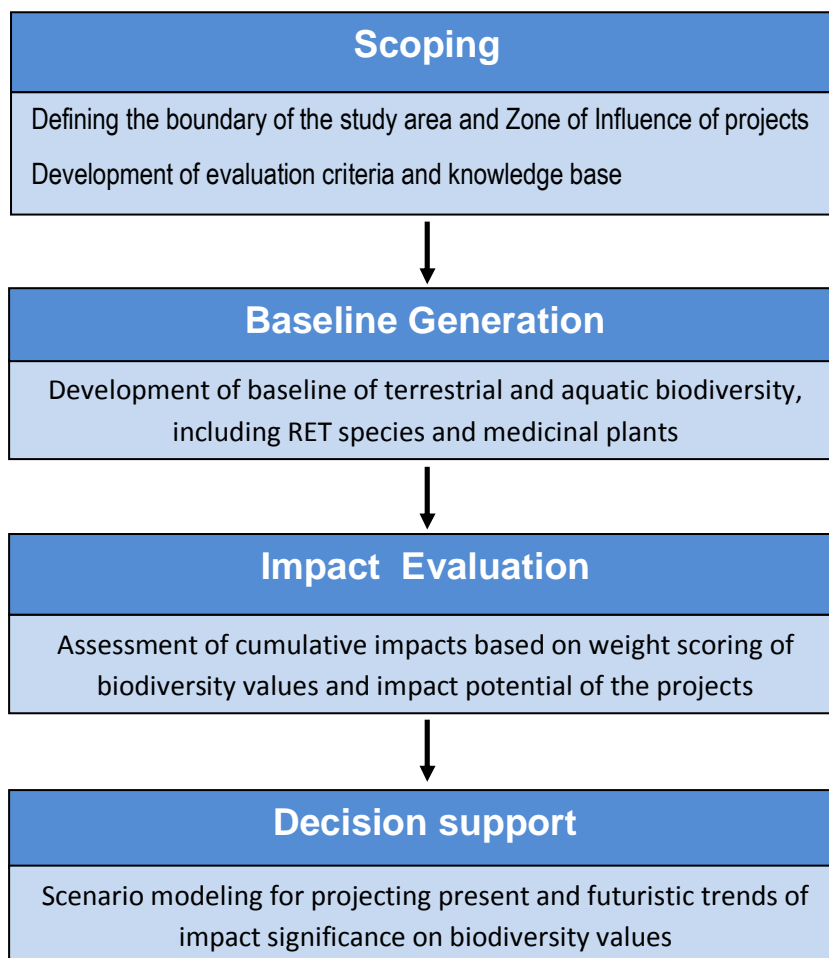 Scoping
Defining the boundary of the study area and Zone of Influence of projects
Development of evaluation criteria and knowledge base
Baseline Generation
Development of baseline of terrestrial and aquatic biodiversity,
including RET species and medicinal plants
Impact Evaluation
Assessment of cumulative impacts based on weight scoring of
biodiversity values and impact potential of the projects
Decision support
Scenario modeling for projecting present and futuristic trends of
impact significance on biodiversity values